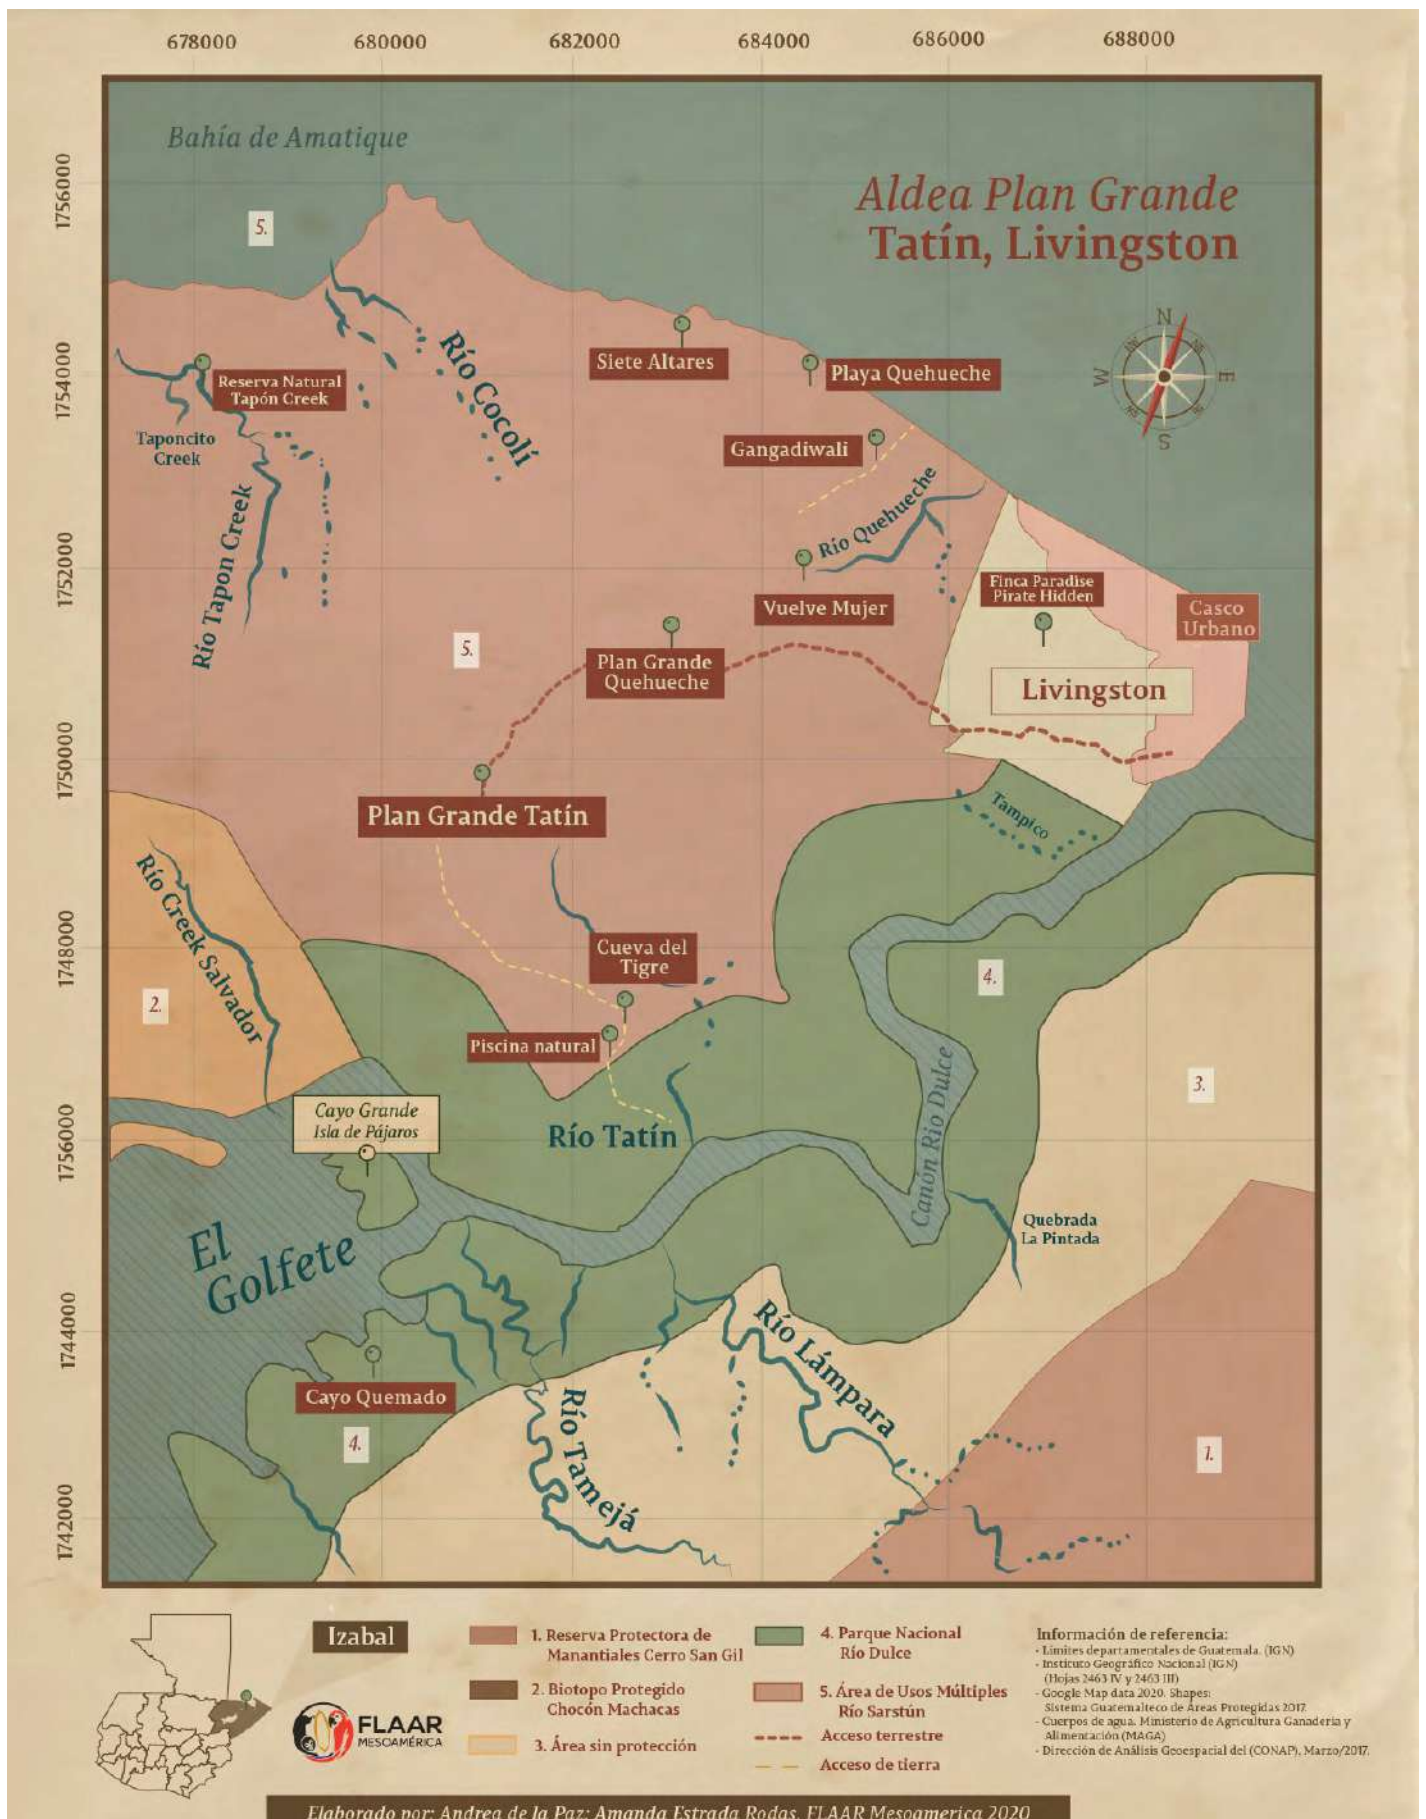 678000 680000 682000 684000 686000 688000
1756000
1754000
1752000
1750000
1748000
1756000
1744000
1742000
Bahía de Amatique
Aldea Plan Grande
Tatín, Livingston
N
W E
S
5.
Río Cocolí
Siete Altares
Playa Quehueche
Reserva Natural
Tapón Creek
Taponcito
Creek
Río Tapon Creek
Gangadiwali
Río Quehueche
Vuelve Mujer
Finca Paradise
Pirate Hidden
Casco
Urbano
5.
Plan Grande
Quehueche
Livingston
Plan Grande Tatín
Tampico
Río Creek Salvador
2.
Cueva del
Tigre
4.
Piscina natural
3.
Cayo Grande
Isla de Pájaros
Río Tatín
Canón Rio Dulce
Quebrada
La Pintada
El
Golfete
Río Lámpara
Cayo Quemado
4.
Río Tamejá
1.
Izabal
FLAAR
MESOAMÉRICA
1. Reserva Protectora de
Manantiales Cerro San Gil
2. Biotopo Protegido
Chocón Machacas
3. Área sin protección
4. Parque Nacional
Río Dulce
5. Área de Usos Múltiples
Río Sarstún
Acceso terrestre
Acceso de tierra
Información de referencia:
- Límites departamentales de Guatemala. (IGN)
- Instituto Geográfico Nacional (IGN)
(Hojas 2463 IV y 2463 III)
- Google Map data 2020. Shapes:
Sistema Guatemalteco de Áreas Protegidas 2017.
- Cuerpos de agua. Ministerio de Agricultura Ganadería y
Alimentación (MAGA)
- Dirección de Análisis Geoespacial del (CONAP), Marzo/2017.
Elaborado por: Andrea de la Paz; Amanda Estrada Rodas. FLAAR Mesoamerica 2020